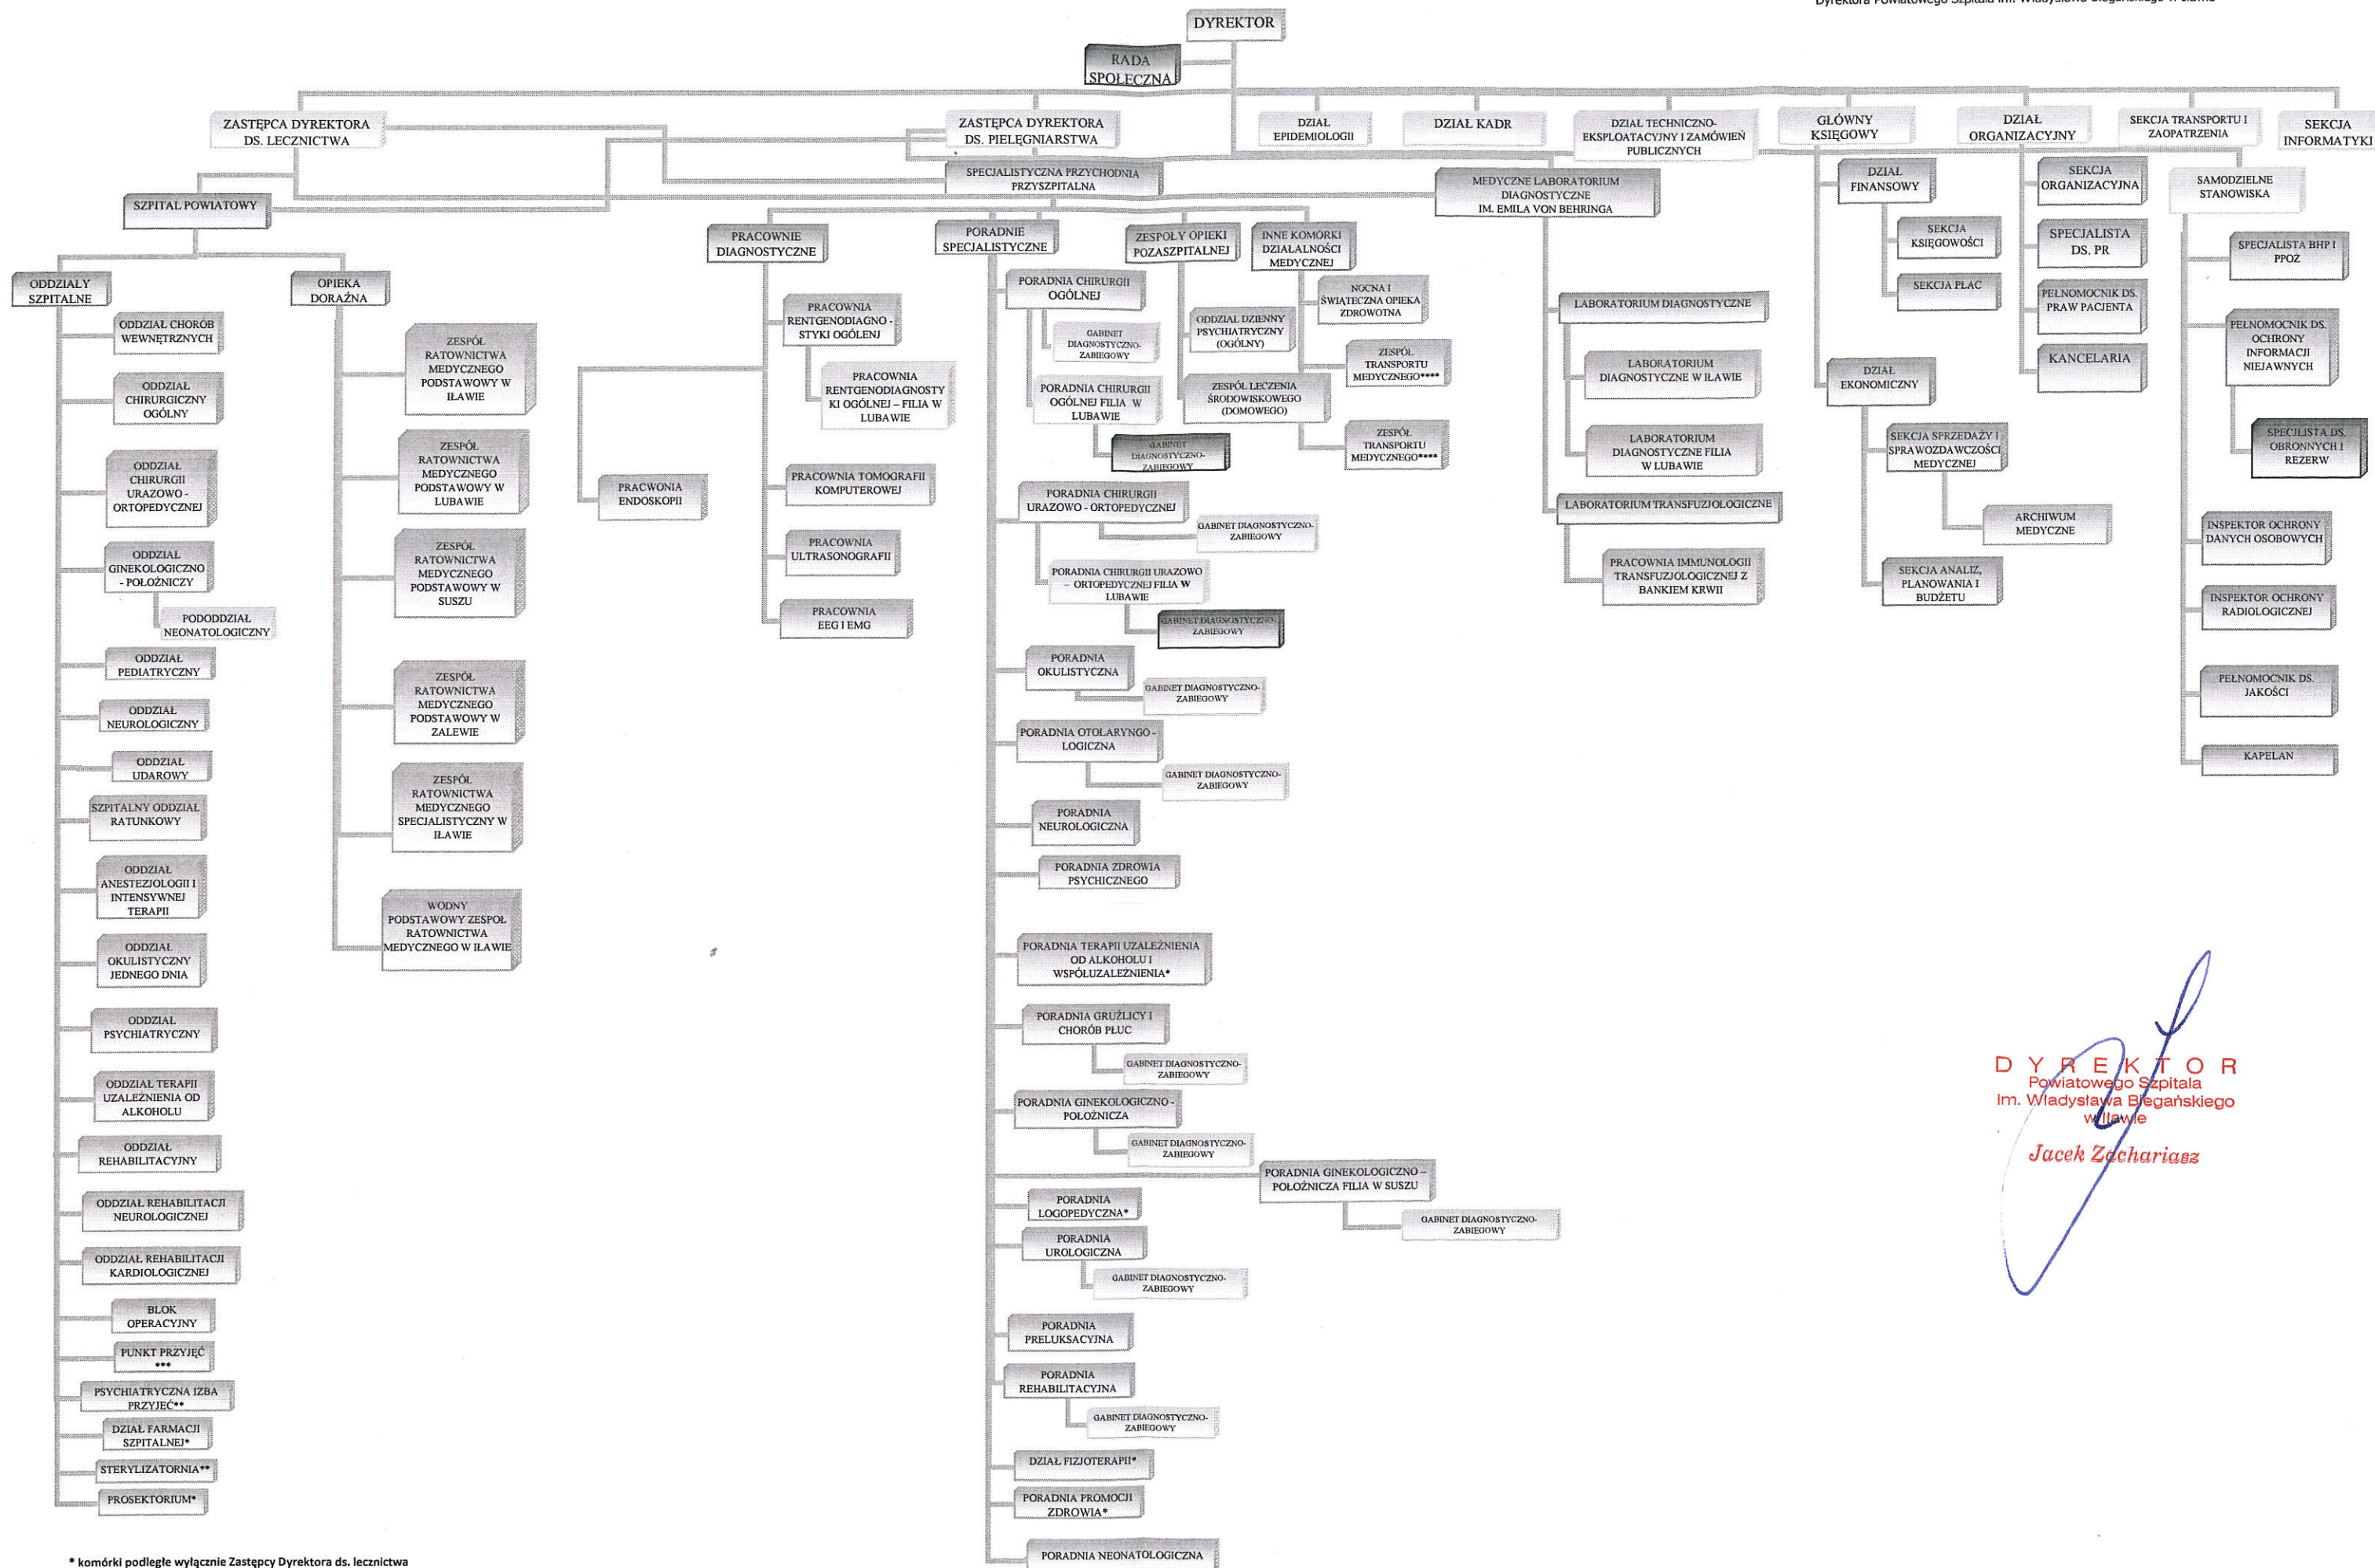 DYREKTOR
RADA
SPOŁECZNA
ZASTĘPCA DYREKTORA
DS. LECZNICTWA
ZASTĘPCA DYREKTORA
DS. PIELĘGNIARSTWA
DZIAŁ
EPIDEMIOLOGII
DZIAŁ KADR
DZIAŁ TECHNICZNO-
EKSPLOATACYJNY I ZAMÓWIEŃ
PUBLICZNYCH
GŁÓWNY
KSIĘGOWY
DZIAŁ
ORGANIZACYJNY
SEKCJA TRANSPORTU I
ZAOPATRZENIA
SEKCJA
INFORMATYKI
SPECJALISTYCZNA PRZYCHODNIA
PRZYSZPITALNA
SZPITAL POWIATOWY
MEDYCZNE LABORATORIUM
DIAGNOSTYCZNE
IM. EMILA VON BEHRINGA
ODDZIAŁY
SZPITALNE
ODDZIAŁ CHORÓB
WEWNĘTRZNYCH
ODDZIAŁ
CHIRURGICZNY
OGÓLNY
ODDZIAŁ
CHIRURGII
URAZOWO -
ORTOPEDYCZNEJ
ODDZIAŁ
GINEKOLOGICZNO
- POŁOŻNICZY
PODODDZIAŁ
NEONATOLOGICZNY
ODDZIAŁ
PEDIATRYCZNY
ODDZIAŁ
NEUROLOGICZNY
ODDZIAŁ
UDAROWY
SZPITALNY ODDZIAŁ
RATUNKOWY
ODDZIAŁ
ANESTEZJOLOGII I
INTENSYWNEJ
TERAPII
ODDZIAŁ
OKULISTYCZNY
JEDNEGO DNIA
ODDZIAŁ
PSYCHIATRYCZNY
ODDZIAŁ TERAPII
UZALEŻNIENIA OD
ALKOHOLU
ODDZIAŁ
REHABILITACYJNY
ODDZIAŁ REHABILITACJI
NEUROLOGICZNEJ
ODDZIAŁ REHABILITACJI
KARDIOLOGICZNEJ
BLOK
OPERACYJNY
PUNKT PRZYJĘĆ
***
PSYCHIATRYCZNA IZBA
PRZYJĘĆ**
DZIAŁ FARMACJI
SZPITALNEJ*
STERYLIZATORNIA**
PROSEKTORIUM*
OPIEKA
DORAŹNA
ZESPÓŁ
RATOWNICTWA
MEDYCZNEGO
PODSTAWOWY W
IŁAWIE
ZESPÓŁ
RATOWNICTWA
MEDYCZNEGO
PODSTAWOWY W
LUBAWIE
ZESPÓŁ
RATOWNICTWA
MEDYCZNEGO
PODSTAWOWY W
SUSZU
ZESPÓŁ
RATOWNICTWA
MEDYCZNEGO
PODSTAWOWY W
ZALEWIE
ZESPÓŁ
RATOWNICTWA
MEDYCZNEGO
SPECJALISTYCZNY W
IŁAWIE
WODNY
PODSTAWOWY ZESPÓŁ
RATOWNICTWA
MEDYCZNEGO W IŁAWIE
PRACOWNIE
DIAGNOSTYCZNE
PRACOWNIA
RENTGENODIAGNO -
STYKI OGÓLENJ
PRACOWNIA
RENTGENODIAGNOSTY
KI OGÓLNEJ – FILIA W
LUBAWIE
PRACWONIA
ENDOSKOPII
PRACOWNIA TOMOGRAFII
KOMPUTEROWEJ
PRACOWNIA
ULTRASONOGRAFII
PRACOWNIA
EEG I EMG
PORADNIE
SPECJALISTYCZNE
PORADNIA CHIRURGII
OGÓLNEJ
GABINET
DIAGNOSTYCZNO-
ZABIEGOWY
PORADNIA CHIRURGII
OGÓLNEJ FILIA W
LUBAWIE
GABINET
DIAGNOSTYCZNO-
ZABIEGOWY
PORADNIA CHIRURGII
URAZOWO - ORTOPEDYCZNEJ
GABINET DIAGNOSTYCZNO-
ZABIEGOWY
PORADNIA CHIRURGII URAZOWO
– ORTOPEDYCZNEJ FILIA W
LUBAWIE
GABINET DIAGNOSTYCZNO-
ZABIEGOWY
PORADNIA
OKULISTYCZNA
GABINET DIAGNOSTYCZNO-
ZABIEGOWY
PORADNIA OTOLARYNGO -
LOGICZNA
GABINET DIAGNOSTYCZNO-
ZABIEGOWY
PORADNIA
NEUROLOGICZNA
PORADNIA ZDROWIA
PSYCHICZNEGO
PORADNIA TERAPII UZALEŻNIENIA
OD ALKOHOLU I
WSPÓŁUZALEŻNIENIA*
PORADNIA GRUŹLICY I
CHORÓB PŁUC
GABINET DIAGNOSTYCZNO-
ZABIEGOWY
PORADNIA GINEKOLOGICZNO -
POŁOŻNICZA
GABINET DIAGNOSTYCZNO-
ZABIEGOWY
PORADNIA GINEKOLOGICZNO –
POŁOŻNICZA FILIA W SUSZU
GABINET DIAGNOSTYCZNO-
ZABIEGOWY
PORADNIA
LOGOPEDYCZNA*
PORADNIA
UROLOGICZNA
GABINET DIAGNOSTYCZNO-
ZABIEGOWY
PORADNIA
PRELUKSACYJNA
PORADNIA
REHABILITACYJNA
GABINET DIAGNOSTYCZNO-
ZABIEGOWY
DZIAŁ FIZJOTERAPII*
PORADNIA PROMOCJI
ZDROWIA*
PORADNIA NEONATOLOGICZNA
ZESPOŁY OPIEKI
POZASZPITALNEJ
ODDZIAŁ DZIENNY
PSYCHIATRYCZNY
(OGÓLNY)
ZESPÓŁ LECZENIA
ŚRODOWISKOWEGO
(DOMOWEGO)
INNE KOMÓRKI
DZIAŁALNOŚCI
MEDYCZNEJ
NOCNA I
ŚWIĄTECZNA OPIEKA
ZDROWOTNA
ZESPÓŁ
TRANSPORTU
MEDYCZNEGO****
ZESPÓŁ
TRANSPORTU
MEDYCZNEGO****
LABORATORIUM DIAGNOSTYCZNE
LABORATORIUM
DIAGNOSTYCZNE W IŁAWIE
LABORATORIUM
DIAGNOSTYCZNE FILIA
W LUBAWIE
LABORATORIUM TRANSFUZJOLOGICZNE
PRACOWNIA IMMUNOLOGII
TRANSFUZJOLOGICZNEJ Z
BANKIEM KRWII
DZIAŁ
FINANSOWY
SEKCJA
KSIĘGOWOŚCI
SEKCJA PŁAC
DZIAŁ
EKONOMICZNY
SEKCJA SPRZEDAŻY I
SPRAWOZDAWCZOŚCI
MEDYCZNEJ
ARCHIWUM
MEDYCZNE
SEKCJA ANALIZ,
PLANOWANIA I
BUDŻETU
SEKCJA
ORGANIZACYJNA
SPECJALISTA
DS. PR
PEŁNOMOCNIK DS.
PRAW PACJENTA
KANCELARIA
SAMODZIELNE
STANOWISKA
SPECJALISTA BHP I
PPOŻ
PEŁNOMOCNIK DS.
OCHRONY
INFORMACJI
NIEJAWNYCH
SPECJLISTA DS.
OBRONNYCH I
REZERW
INSPEKTOR OCHRONY
DANYCH OSOBOWYCH
INSPEKTOR OCHRONY
RADIOLOGICZNEJ
PEŁNOMOCNIK DS.
JAKOŚCI
KAPELAN
DYREKTOR
Powiatowego Szpitala
im. Władysława Biegańskiego
w Iławie
Jacek Zachariasz
* komórki podległe wyłącznie Zastępcy Dyrektora ds. lecznictwa